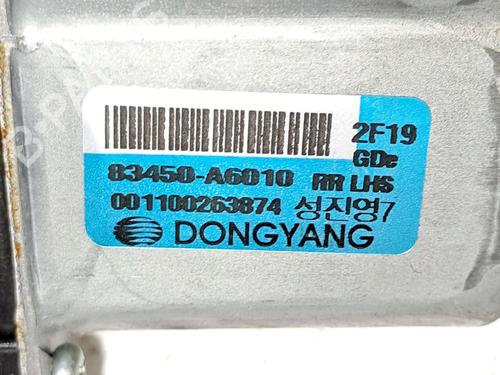 2F19
GDe
83450-A6010 RR LHS
001100263874 성진영7
DONGYANG